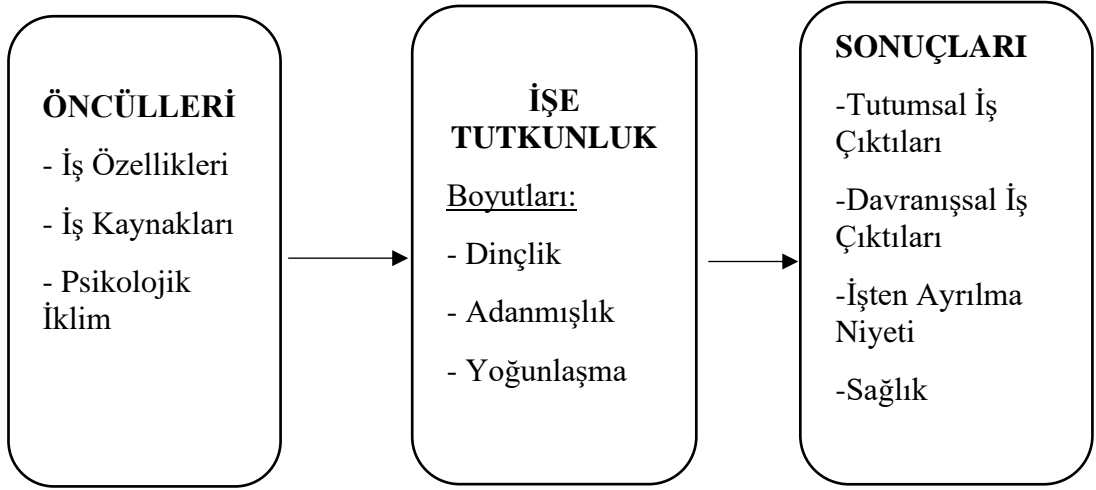 ÖNCÜLLERİ
- İş Özellikleri
- İş Kaynakları
- Psikolojik
İklim
İŞE
TUTKUNLUK
Boyutları:
- Dinçlik
- Adanmışlık
- Yoğunlaşma
SONUÇLARI
-Tutumsal İş
Çıktıları
-Davranışsal İş
Çıktıları
-İşten Ayrılma
Niyeti
-Sağlık